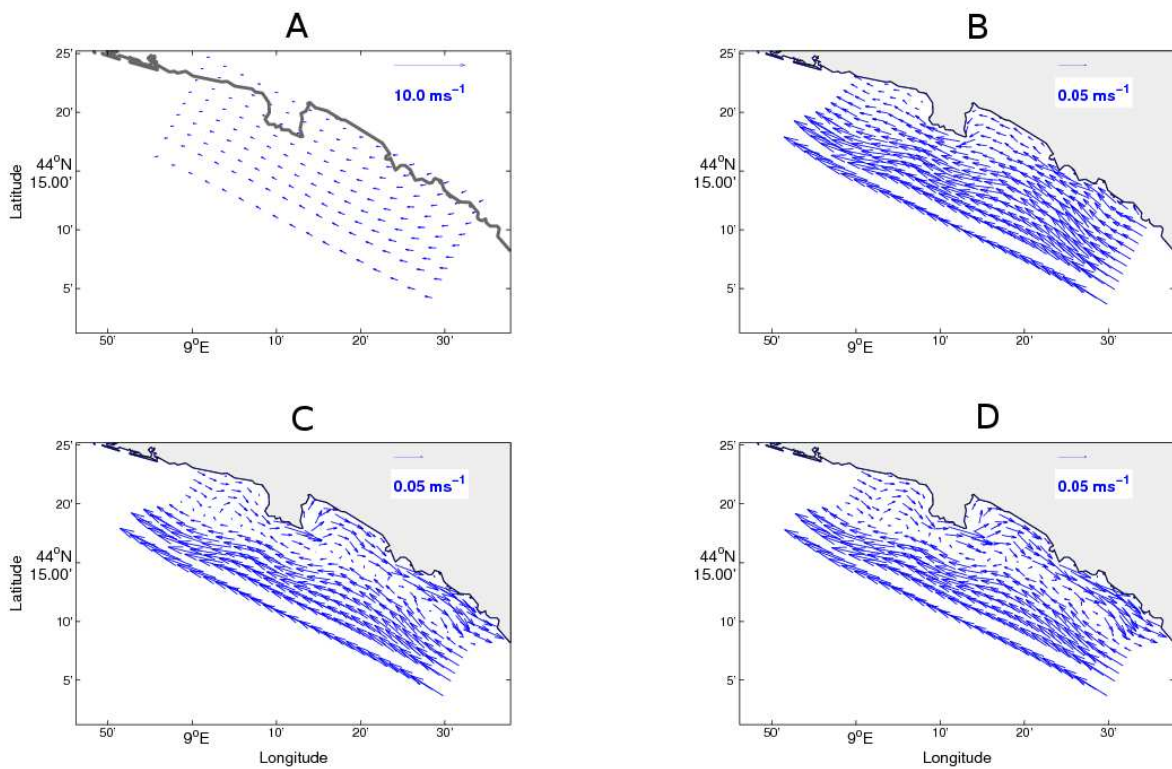 A
25'
20'
44°N
15.00'
10'
5'
Latitude
10.0 ms⁻¹
50'
9°E
10'
20'
30'
B
25'
20'
44°N
15.00'
10'
5'
0.05 ms⁻¹
50'
9°E
10'
20'
30'
C
25'
20'
44°N
15.00'
10'
5'
Latitude
0.05 ms⁻¹
50'
9°E
10'
20'
30'
Longitude
D
25'
20'
44°N
15.00'
10'
5'
0.05 ms⁻¹
50'
9°E
10'
20'
30'
Longitude